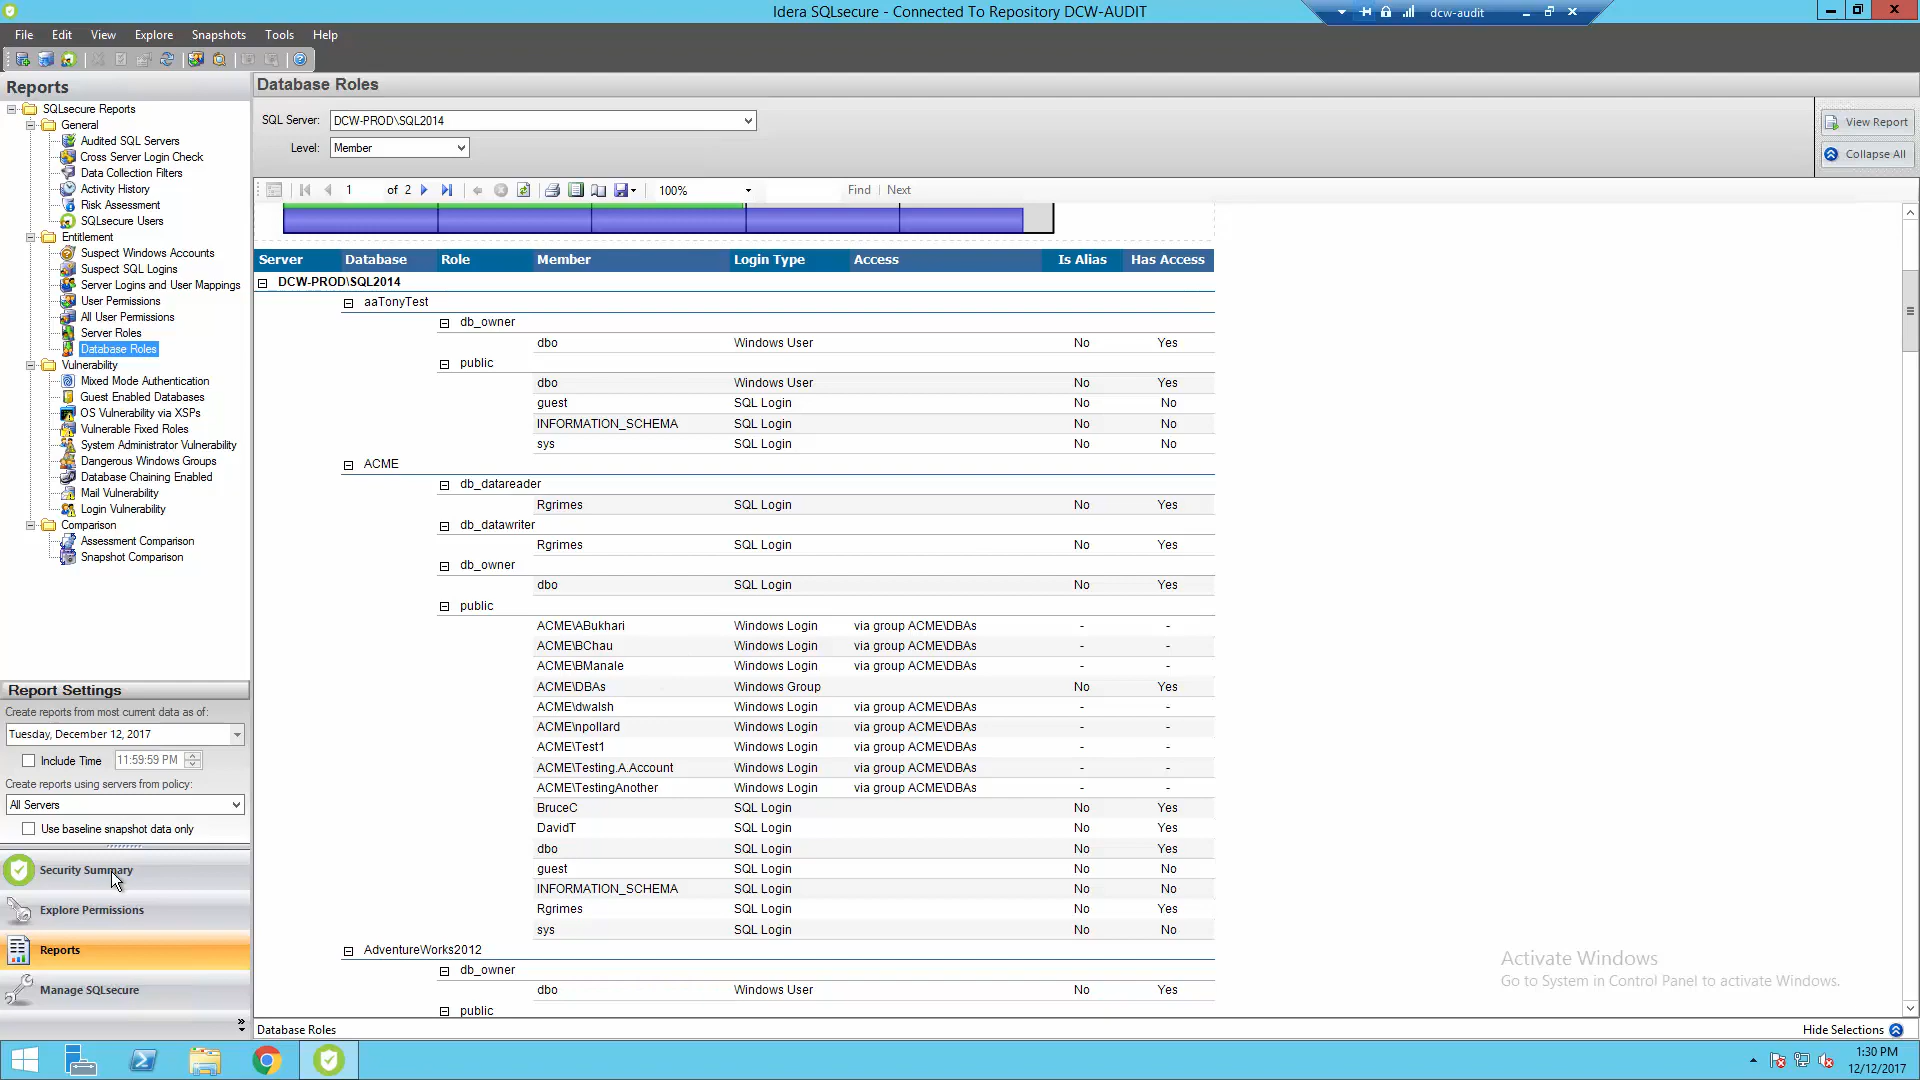 Idera SQLsecure - Connected To Repository DCW-AUDIT
dcw-audit
File Edit View Explore Snapshots Tools Help
Reports
SQLsecure Reports
General
Audited SQL Servers
Cross Server Login Check
Data Collection Filters
Activity History
Risk Assessment
SQLsecure Users
Entitlement
Suspect Windows Accounts
Suspect SQL Logins
Server Logins and User Mappings
User Permissions
All User Permissions
Server Roles
Database Roles
Vulnerability
Mixed Mode Authentication
Guest Enabled Databases
OS Vulnerability via XSPs
Vulnerable Fixed Roles
System Administrator Vulnerability
Dangerous Windows Groups
Database Chaining Enabled
Mail Vulnerability
Login Vulnerability
Comparison
Assessment Comparison
Snapshot Comparison
Report Settings
Create reports from most current data as of:
Tuesday, December 12, 2017
Include Time 11:59:59 PM
Create reports using servers from policy:
All Servers
Use baseline snapshot data only
Security Summary
Explore Permissions
Reports
Manage SQLsecure
Database Roles
SQL Server: DCW-PROD\SQL2014
Level: Member
View Report
Collapse All
1 of 2 100% Find | Next
Server Database Role Member Login Type Access Is Alias Has Access
DCW-PROD\SQL2014
aaTonyTest
db_owner
dbo Windows User No Yes
public
dbo Windows User No Yes
guest SQL Login No No
INFORMATION_SCHEMA SQL Login No No
sys SQL Login No No
ACME
db_datareader
Rgrimes SQL Login No Yes
db_datawriter
Rgrimes SQL Login No Yes
db_owner
dbo SQL Login No Yes
public
ACME\ABukhari Windows Login via group ACME\DBAs - -
ACME\BChau Windows Login via group ACME\DBAs - -
ACME\BManale Windows Login via group ACME\DBAs - -
ACME\DBAs Windows Group No Yes
ACME\dwalsh Windows Login via group ACME\DBAs - -
ACME\npollard Windows Login via group ACME\DBAs - -
ACME\Test1 Windows Login via group ACME\DBAs - -
ACME\Testing.A.Account Windows Login via group ACME\DBAs - -
ACME\TestingAnother Windows Login via group ACME\DBAs - -
BruceC SQL Login No Yes
DavidT SQL Login No Yes
dbo SQL Login No Yes
guest SQL Login No No
INFORMATION_SCHEMA SQL Login No No
Rgrimes SQL Login No Yes
sys SQL Login No No
AdventureWorks2012
db_owner
dbo Windows User No Yes
public
Activate Windows
Go to System in Control Panel to activate Windows.
Database Roles
Hide Selections
1:30 PM
12/12/2017